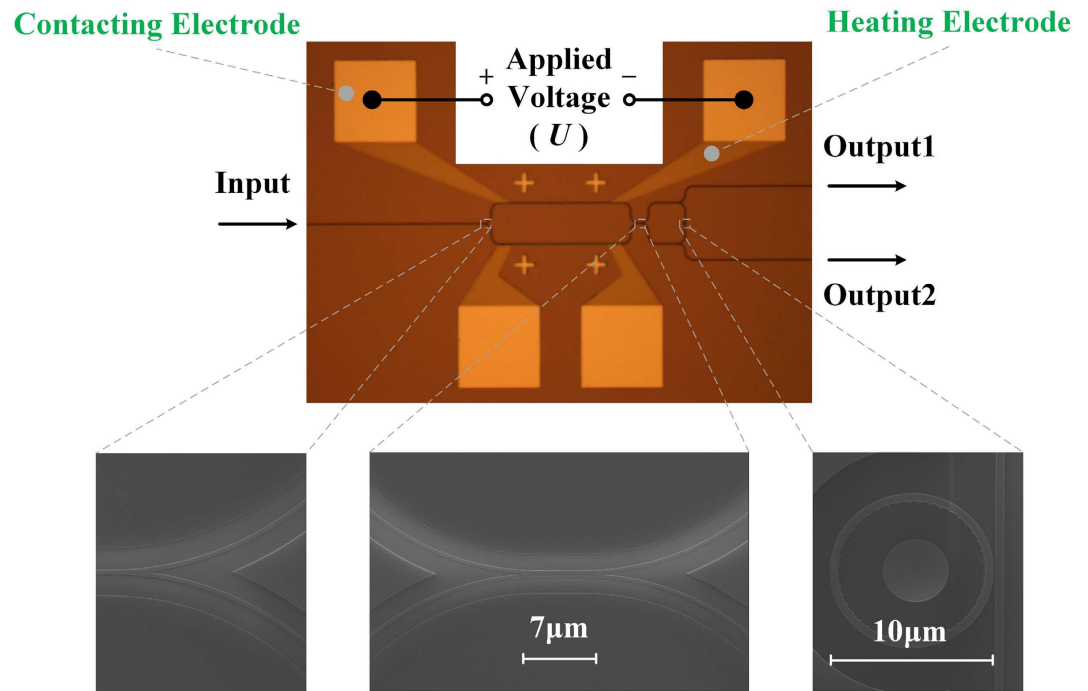 Contacting Electrode
Heating Electrode
+ Applied −
Voltage
( U )
Input
Output1
Output2
7μm
10μm